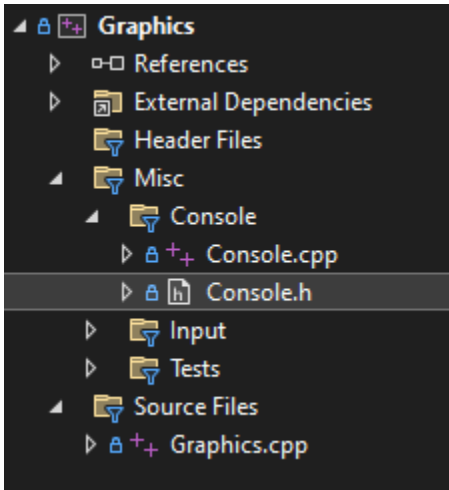 Graphics
References
External Dependencies
Header Files
Misc
Console
Console.cpp
Console.h
Input
Tests
Source Files
Graphics.cpp